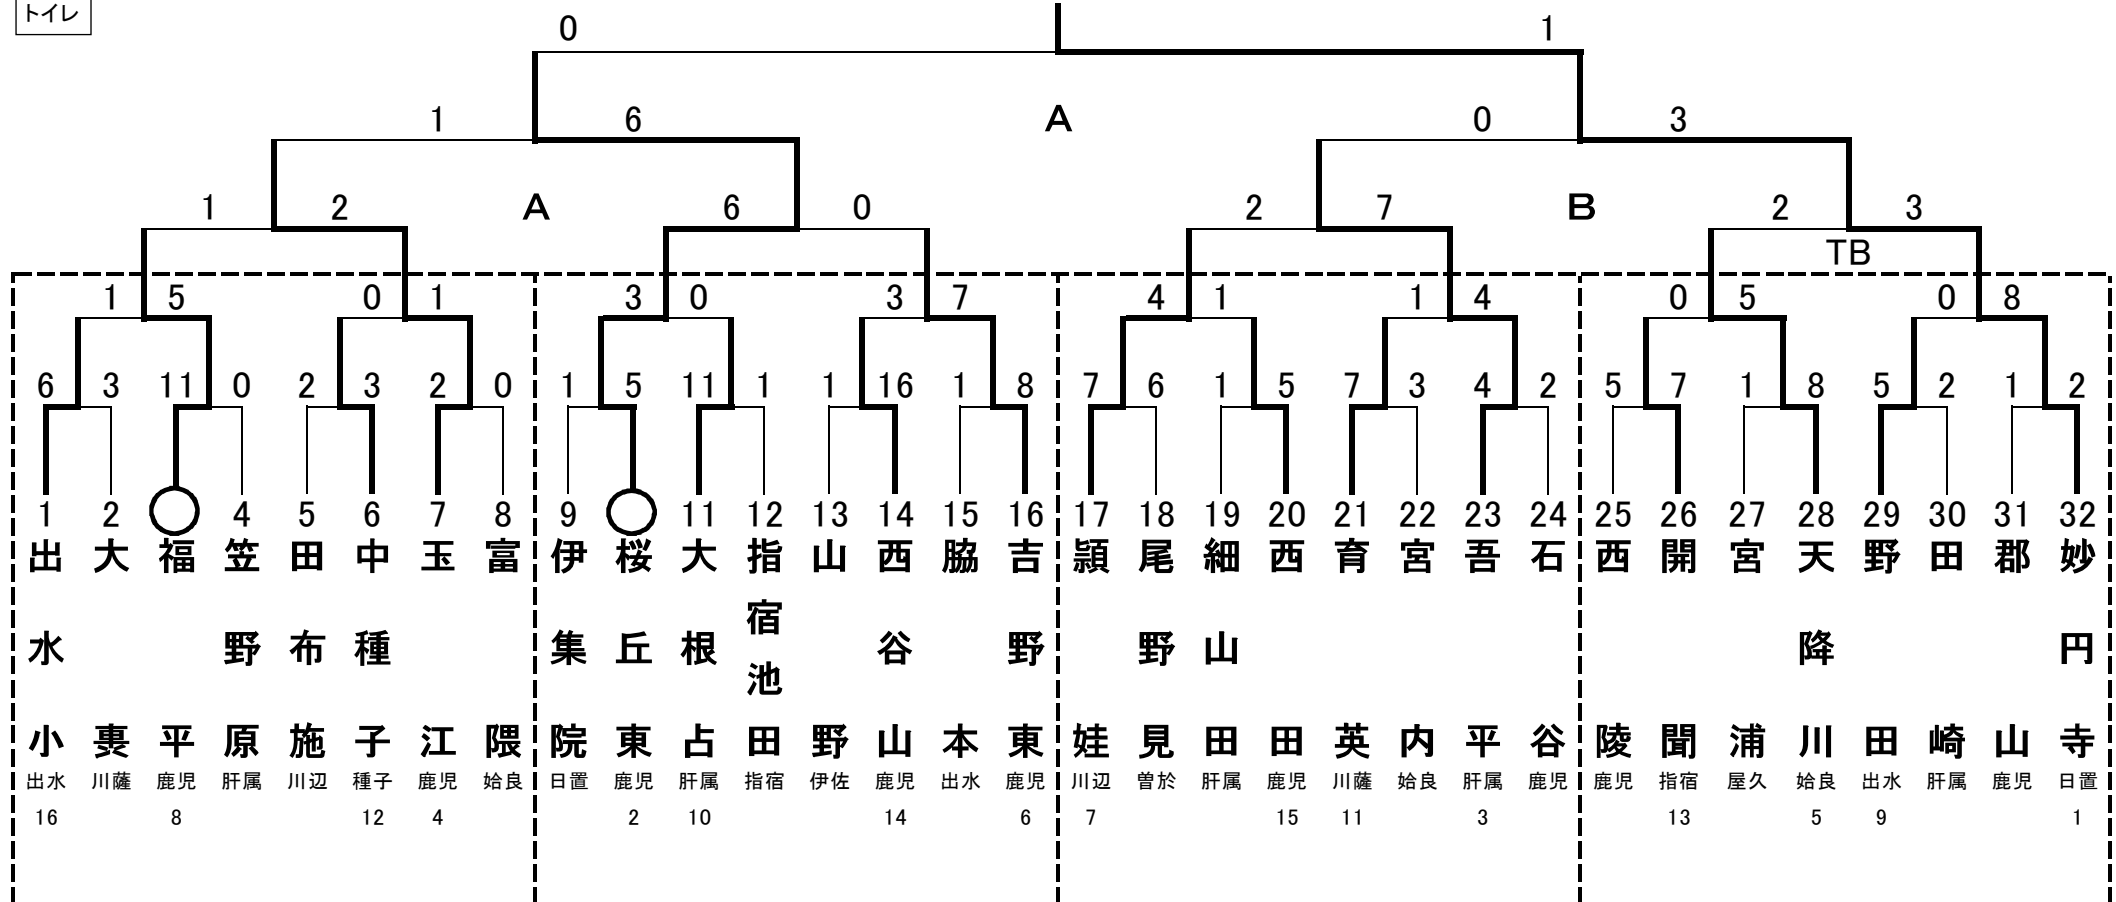 トイレ
0 1
1 6 A 0 3
1 2 A 6 0 2 7 B 2 3
TB
1 5 0 1 3 0 3 7 4 1 1 4 0 5 0 8
6 3 11 0 2 3 2 0 1 5 11 1 1 16 1 8 7 6 1 5 7 3 4 2 5 7 1 8 5 2 1 2
1 2 4 5 6 7 8 9 11 12 13 14 15 16 17 18 19 20 21 22 23 24 25 26 27 28 29 30 31 32
出水小
大裏
福平
笠野原
田布施
中種子
玉江
富隈
伊集院
桜丘東
大根占
指宿池田
山野
西谷山
脇本
吉野東
頴娃
尾野見
細山田
西田
育英
宮内
吾平
石谷
西陵
開聞
宮浦
天降川
野田
田崎
郡山
妙円寺
出水 川薩 鹿児 肝属 川辺 種子 鹿児 姶良 日置 鹿児 肝属 指宿 伊佐 鹿児 出水 鹿児 川辺 曽於 肝属 鹿児 川薩 姶良 肝属 鹿児 鹿児 指宿 屋久 姶良 出水 肝属 鹿児 日置
16 8 12 4 2 10 14 6 7 15 11 3 13 5 9 1